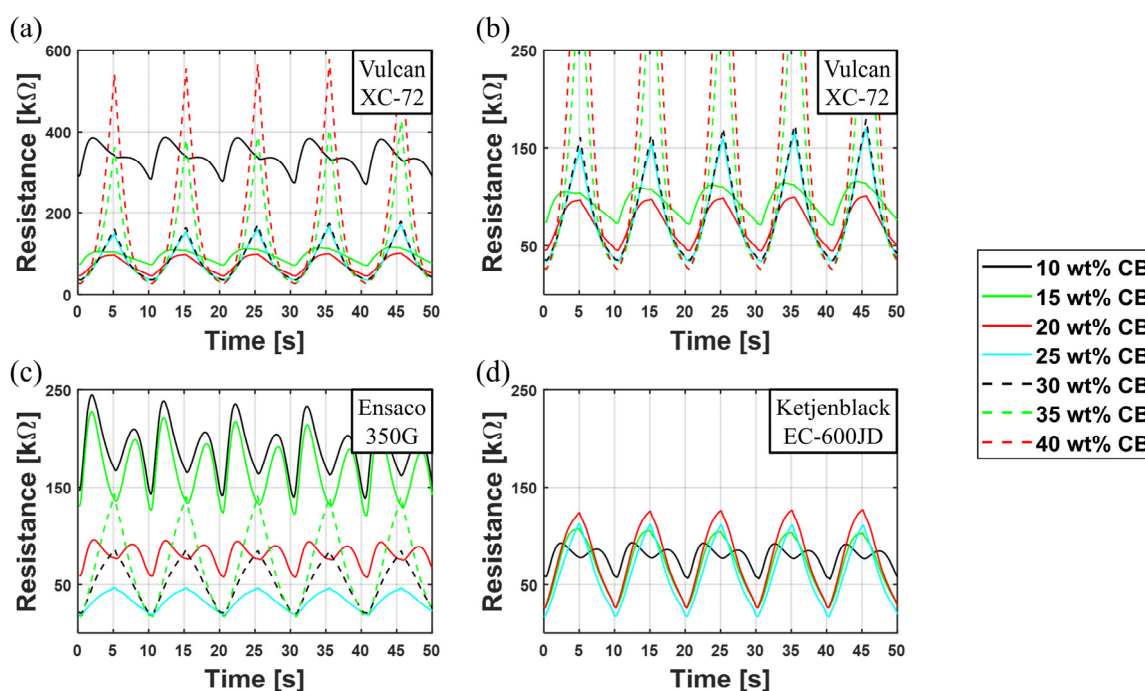 (a)
Resistance [kΩ]
600
400
200
0
0 5 10 15 20 25 30 35 40 45 50
Time [s]
Vulcan
XC-72
(b)
Resistance [kΩ]
250
150
50
0 5 10 15 20 25 30 35 40 45 50
Time [s]
Vulcan
XC-72
(c)
Resistance [kΩ]
250
150
50
0 5 10 15 20 25 30 35 40 45 50
Time [s]
Ensaco
350G
(d)
Resistance [kΩ]
250
150
50
0 5 10 15 20 25 30 35 40 45 50
Time [s]
Ketjenblack
EC-600JD
10 wt% CB
15 wt% CB
20 wt% CB
25 wt% CB
30 wt% CB
35 wt% CB
40 wt% CB